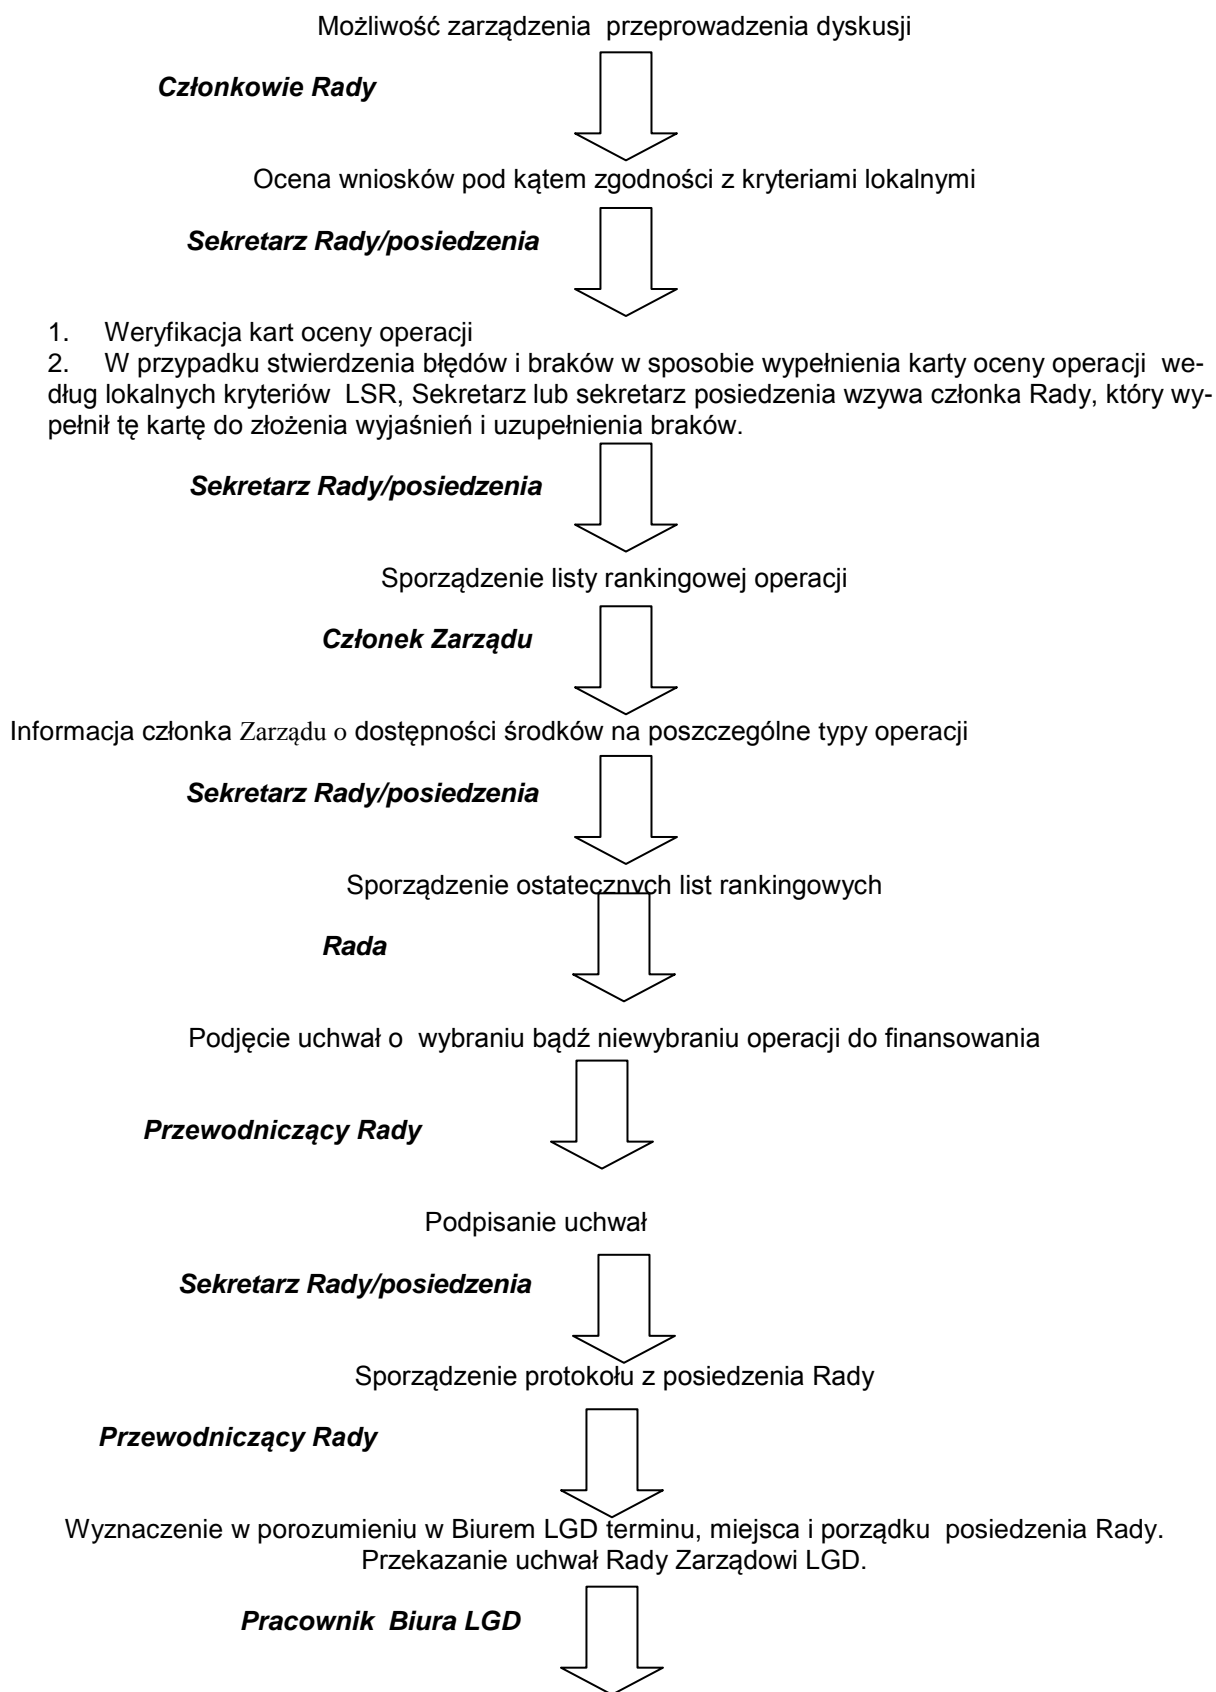 Możliwość zarządzenia przeprowadzenia dyskusji
Członkowie Rady
Ocena wniosków pod kątem zgodności z kryteriami lokalnymi
Sekretarz Rady/posiedzenia
1. Weryfikacja kart oceny operacji
2. W przypadku stwierdzenia błędów i braków w sposobie wypełnienia karty oceny operacji we-
dług lokalnych kryteriów LSR, Sekretarz lub sekretarz posiedzenia wzywa członka Rady, który wy-
pełnił tę kartę do złożenia wyjaśnień i uzupełnienia braków.
Sekretarz Rady/posiedzenia
Sporządzenie listy rankingowej operacji
Członek Zarządu
Informacja członka Zarządu o dostępności środków na poszczególne typy operacji
Sekretarz Rady/posiedzenia
Sporządzenie ostatecznych list rankingowych
Rada
Podjęcie uchwał o wybraniu bądź niewybraniu operacji do finansowania
Przewodniczący Rady
Podpisanie uchwał
Sekretarz Rady/posiedzenia
Sporządzenie protokołu z posiedzenia Rady
Przewodniczący Rady
Wyznaczenie w porozumieniu w Biurem LGD terminu, miejsca i porządku posiedzenia Rady.
Przekazanie uchwał Rady Zarządowi LGD.
Pracownik Biura LGD